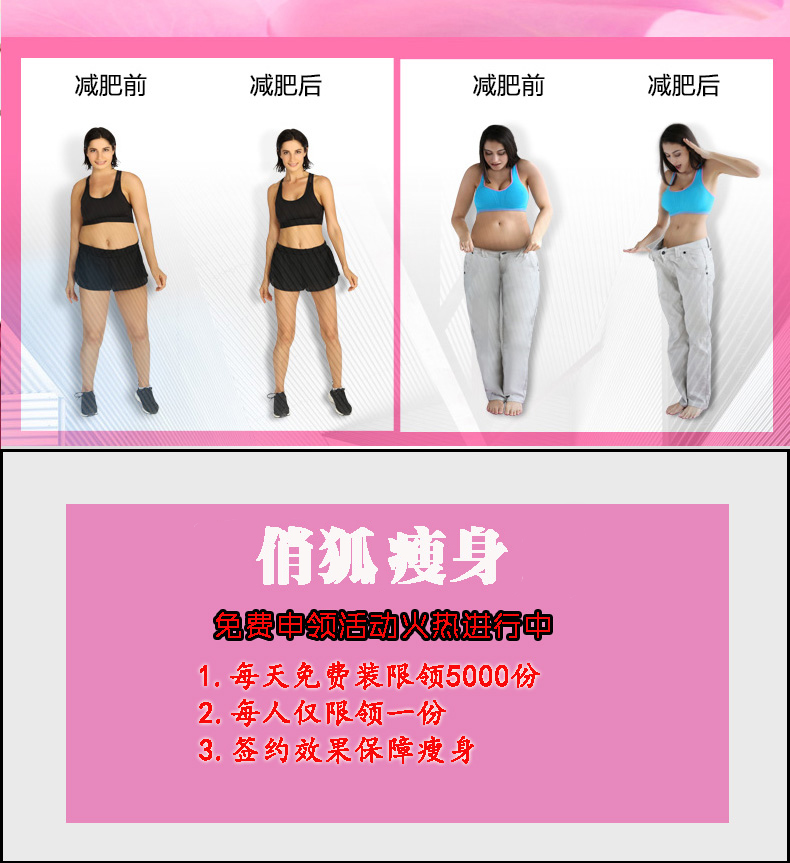 减肥前 减肥后 减肥前 减肥后
俏狐瘦身
免费申领活动火热进行中
1.每天免费装限领5000份
2.每人仅限领一份
3.签约效果保障瘦身